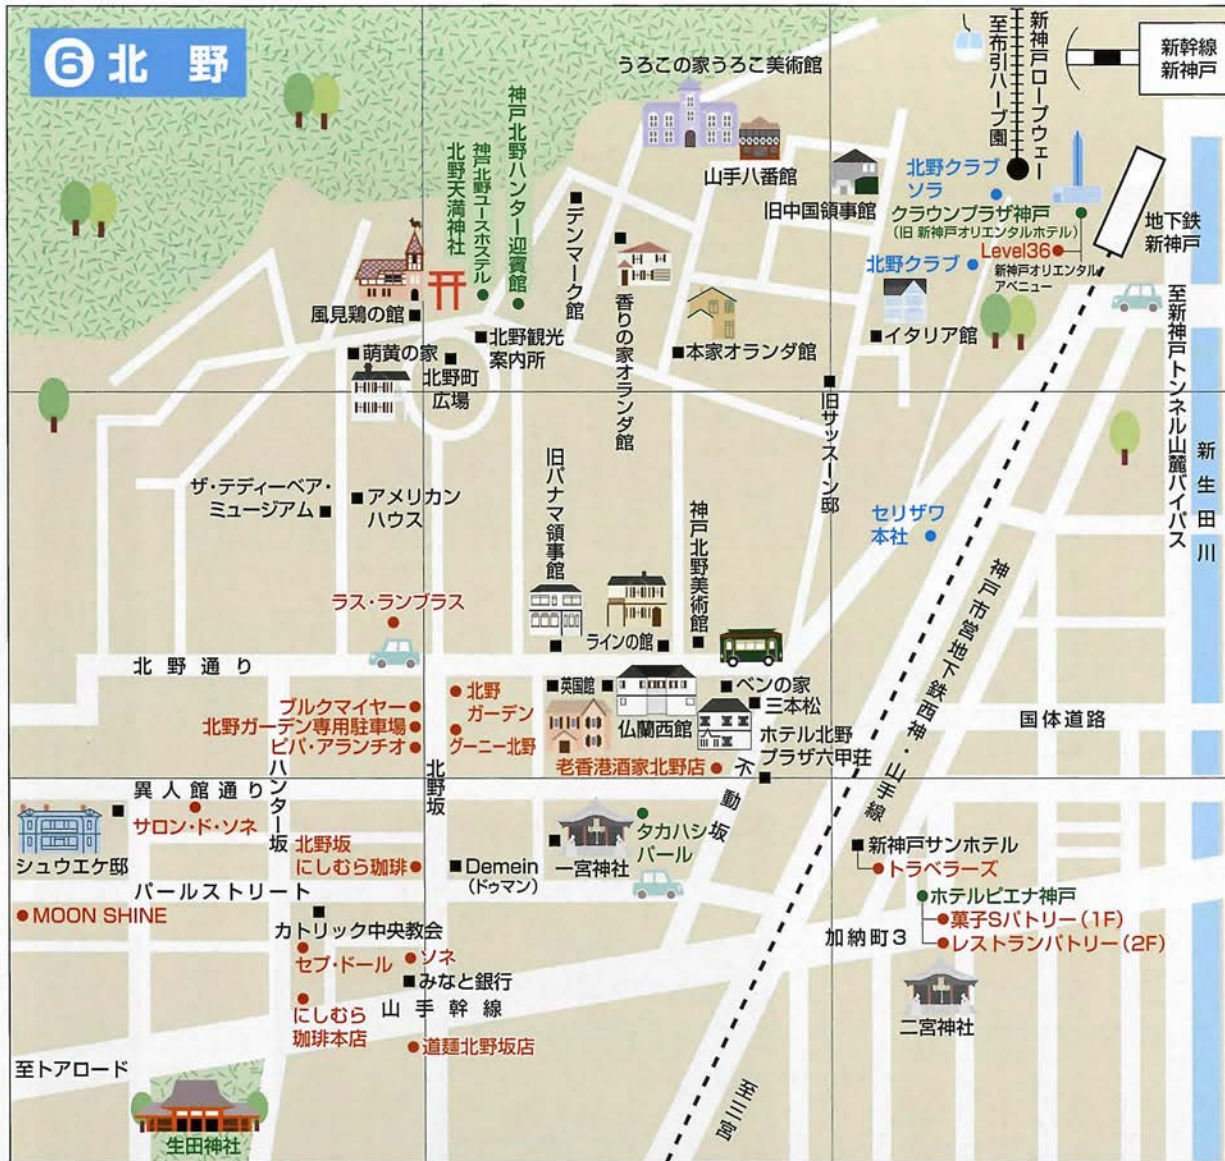 ⑥北 野
うろこの家うろこ美術館
新神戸ロープウェー
至布引ハーブ園
新幹線
新神戸
神戸北野ハンター迎賓館
神戸北野ユースホステル
北野天満神社
山手八番館
旧中国領事館
北野クラブ
ソラ
クラウンプラザ神戸
(旧 新神戸オリエンタルホテル)
Level36
新神戸オリエンタル
アベニュー
地下鉄
新神戸
北野クラブ
デンマーク館
風見鶏の館
香りの家オランダ館
本家オランダ館
イタリア館
北野観光
案内所
萌黄の家
北野町
広場
至新神戸トンネル山麓バイパス
新生田川
旧サッスーン邸
ザ・テディーベア・
ミュージアム
アメリカン
ハウス
旧パナマ領事館
神戸北野美術館
セリザワ
本社
神戸市営地下鉄西神・山手線
ラス・ランブラス
ラインの館
北野通り
英国館
ベンの家
三本松
仏蘭西館
北野
ガーデン
ブルクマイヤー
北野ガーデン専用駐車場
グーニー北野
ビバ・アランチオ
ホテル北野
プラザ六甲荘
国体道路
老香港酒家北野店
不動坂
北野坂
ハンター坂
異人館通り
サロン・ド・ソネ
シュウエケ邸
北野坂
にしむら珈琲
Demein
(ドゥマン)
一宮神社
タカハシ
パール
新神戸サンホテル
トラベラーズ
パールストリート
ホテルピエナ神戸
菓子Sパトリー(1F)
レストランパトリー(2F)
MOON SHINE
カトリック中央教会
加納町3
セプ・ドール
ソネ
みなと銀行
山手幹線
二宮神社
にしむら
珈琲本店
道麺北野坂店
至トアロード
生田神社
至三宮